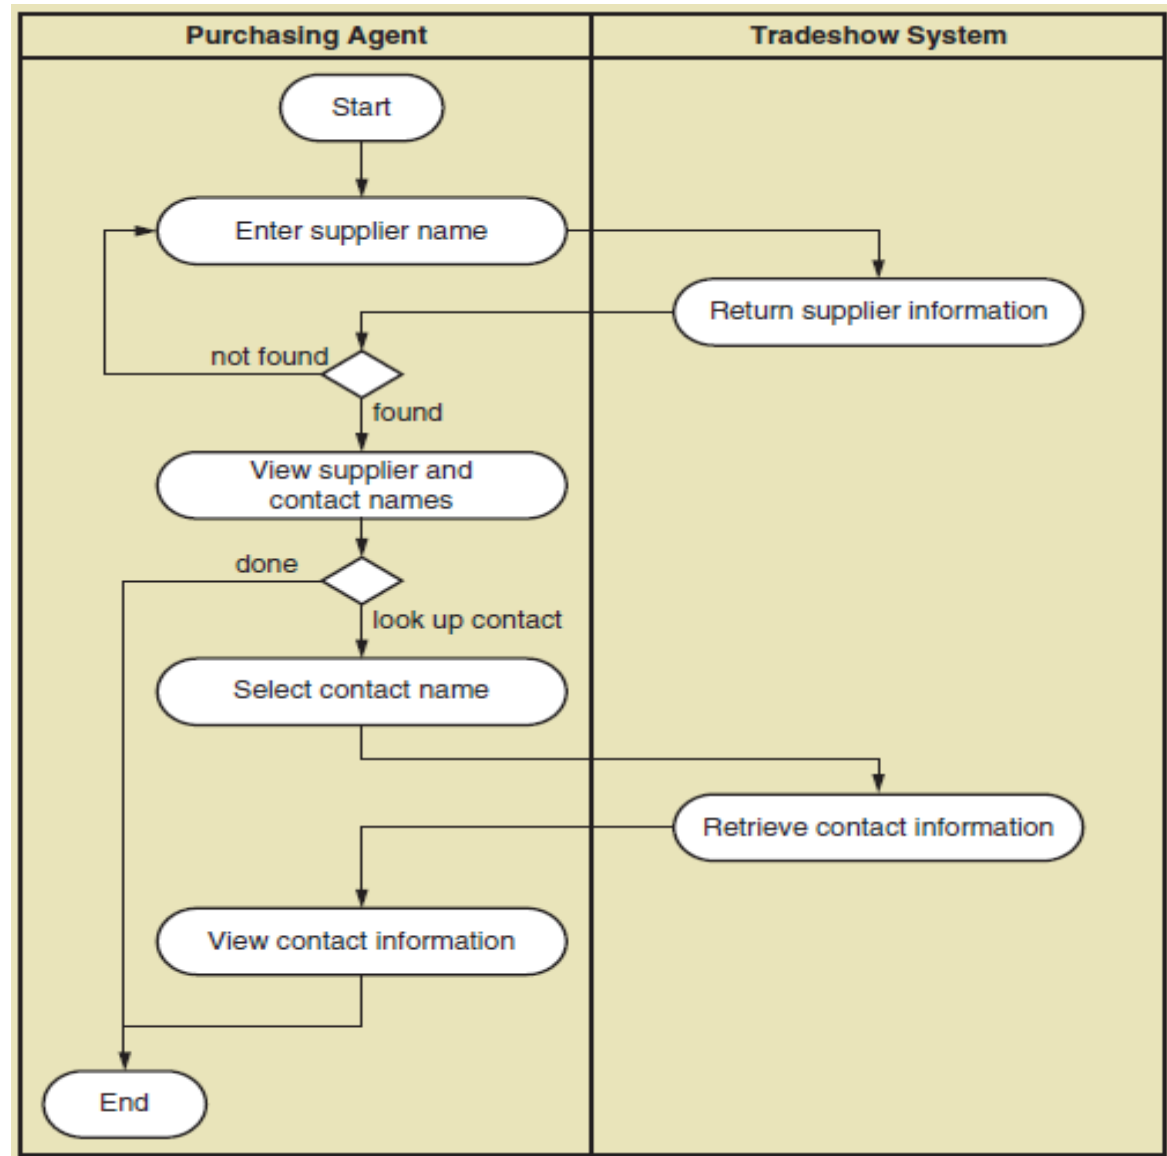 Purchasing Agent
Tradeshow System
Start
Enter supplier name
Return supplier information
not found
found
View supplier and
contact names
done
look up contact
Select contact name
Retrieve contact information
View contact information
End